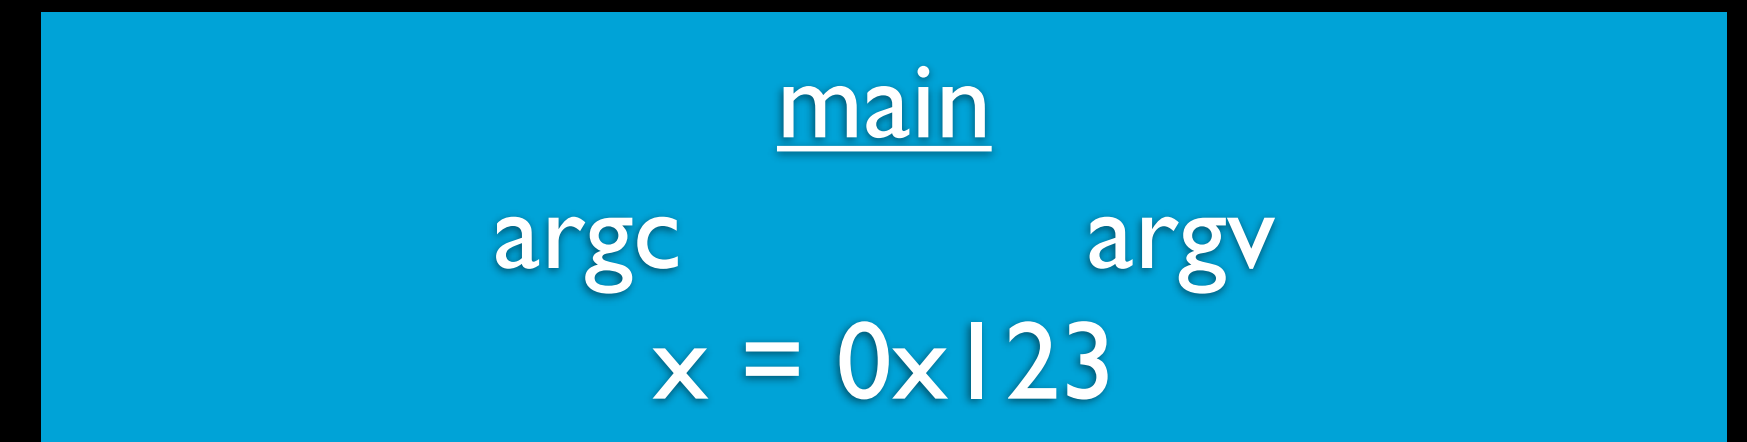 main
argc argv
x = 0x123